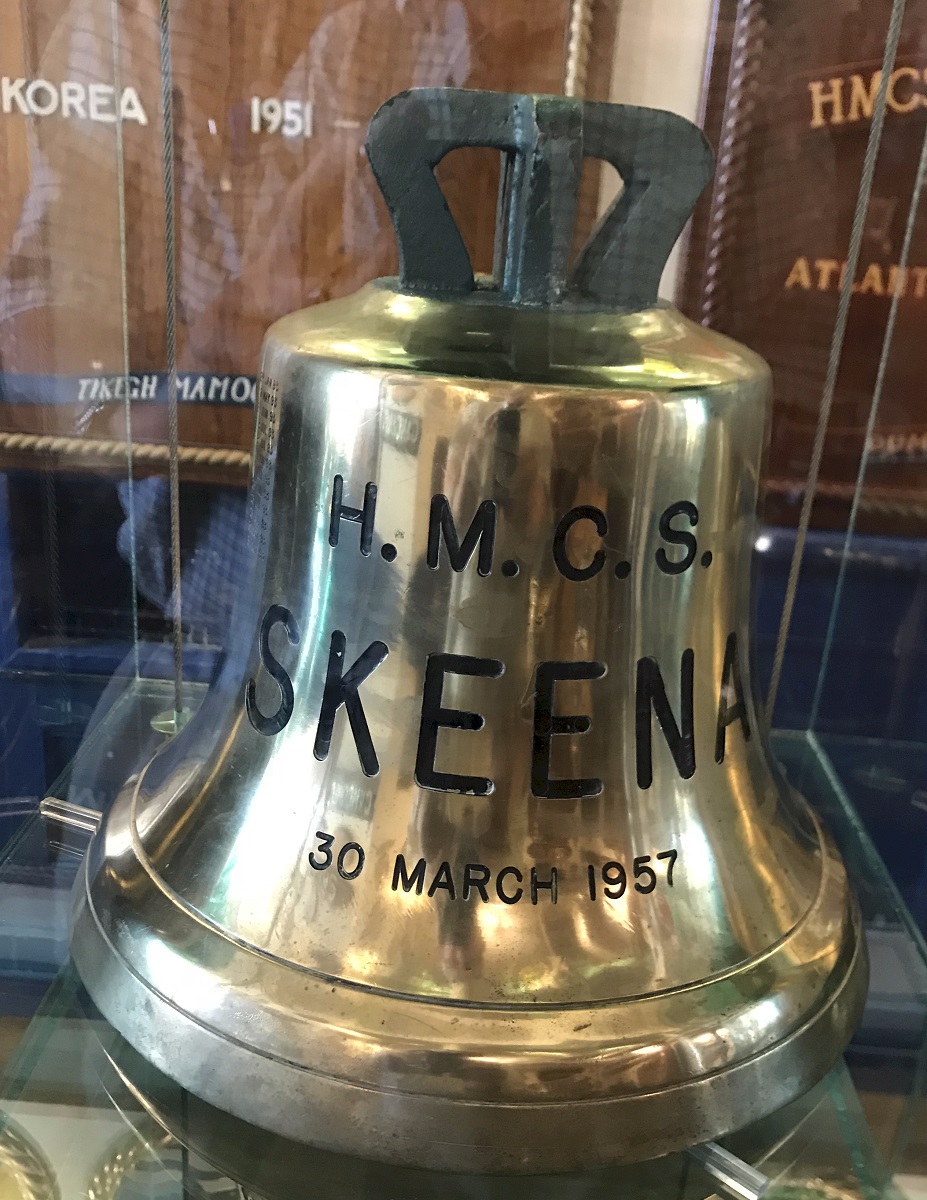 KOREA 1951
HMCS
ATLANT
TIKEGH MAMOO
H.M.C.S.
SKEENA
30 MARCH 1957